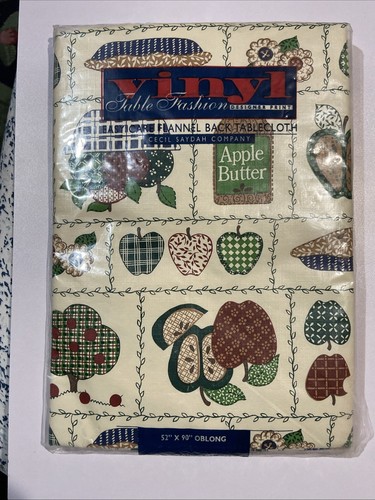 vinyl
Table Fashion DESIGNER PRINT
EASY CARE FLANNEL BACK TABLECLOTH
CECIL SAYDAH COMPANY
Apple
Butter
52" X 90" OBLONG